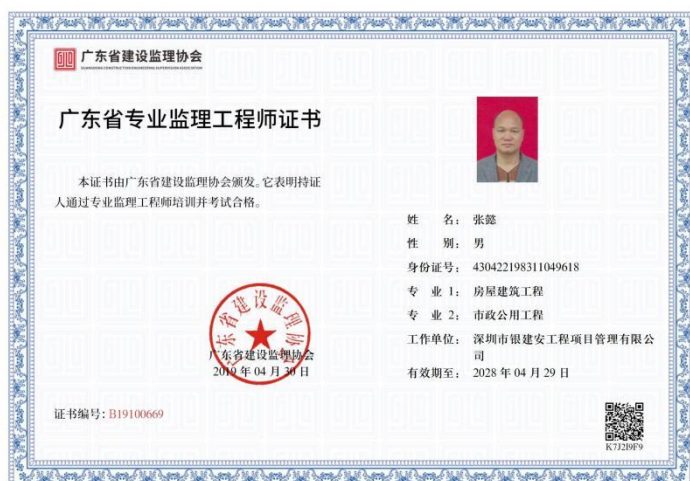 广东省建设监理协会
广东省专业监理工程师证书
本证书由广东省建设监理协会颁发。它表明持证
人通过专业监理工程师培训并考试合格。
姓 名： 张懿
性 别： 男
身份证号： 430422198311049618
专 业 1： 房屋建筑工程
专 业 2： 市政公用工程
工作单位： 深圳市银建安工程项目管理有限公
司
有效期至： 2028 年 04 月 29 日
广东省建设监理协会
广东省建设监理协会
2019 年 04 月 30 日
证书编号：B19100669
K7J2I9F9